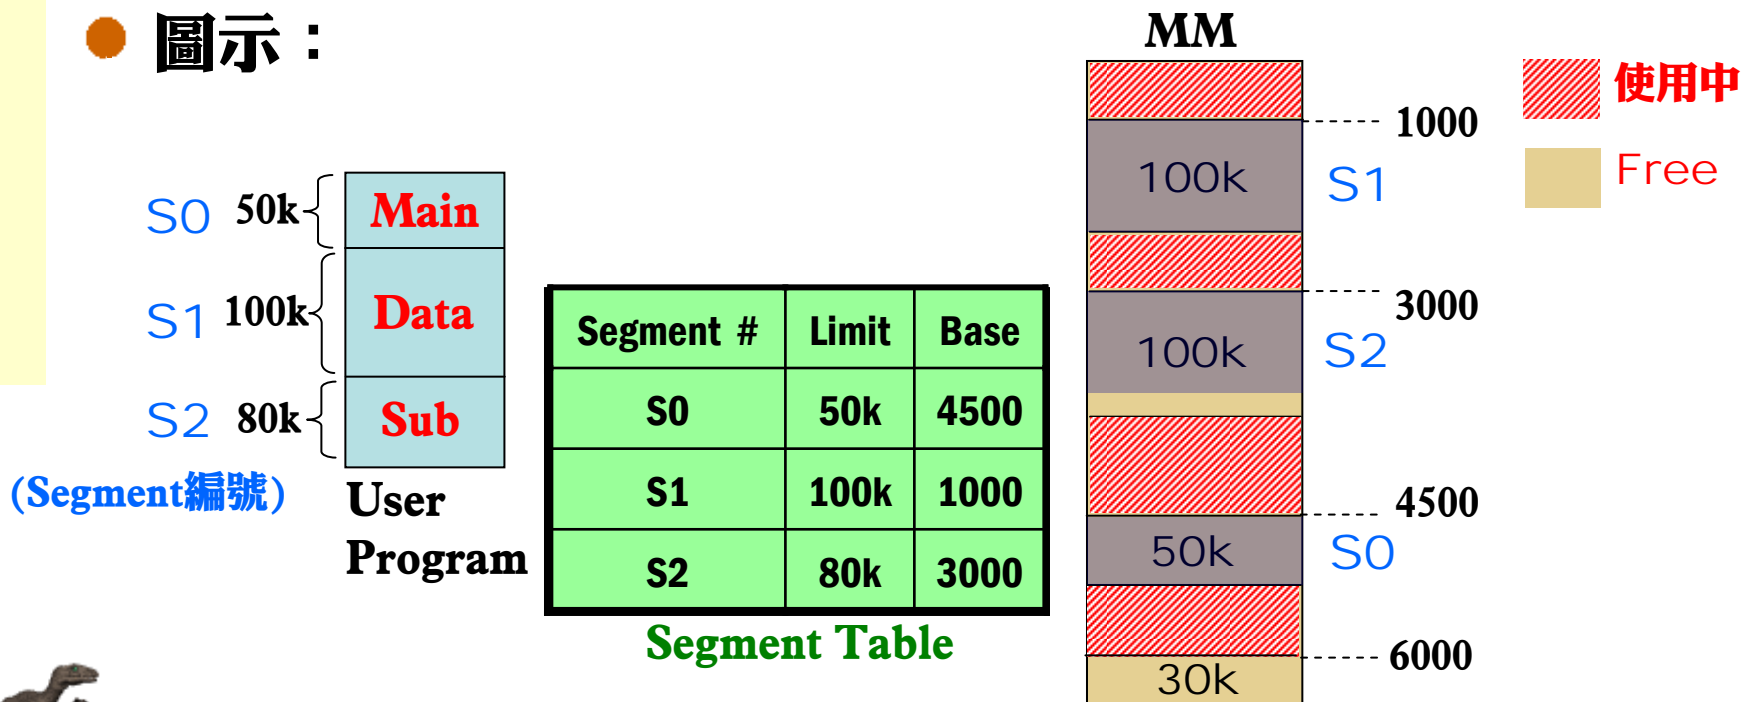 圖示：
S0 50k Main
S1 100k Data
S2 80k Sub
(Segment編號)
User
Program
Segment # Limit Base
S0 50k 4500
S1 100k 1000
S2 80k 3000
Segment Table
MM
1000
100k S1
3000
100k S2
4500
50k S0
6000
30k
使用中
Free